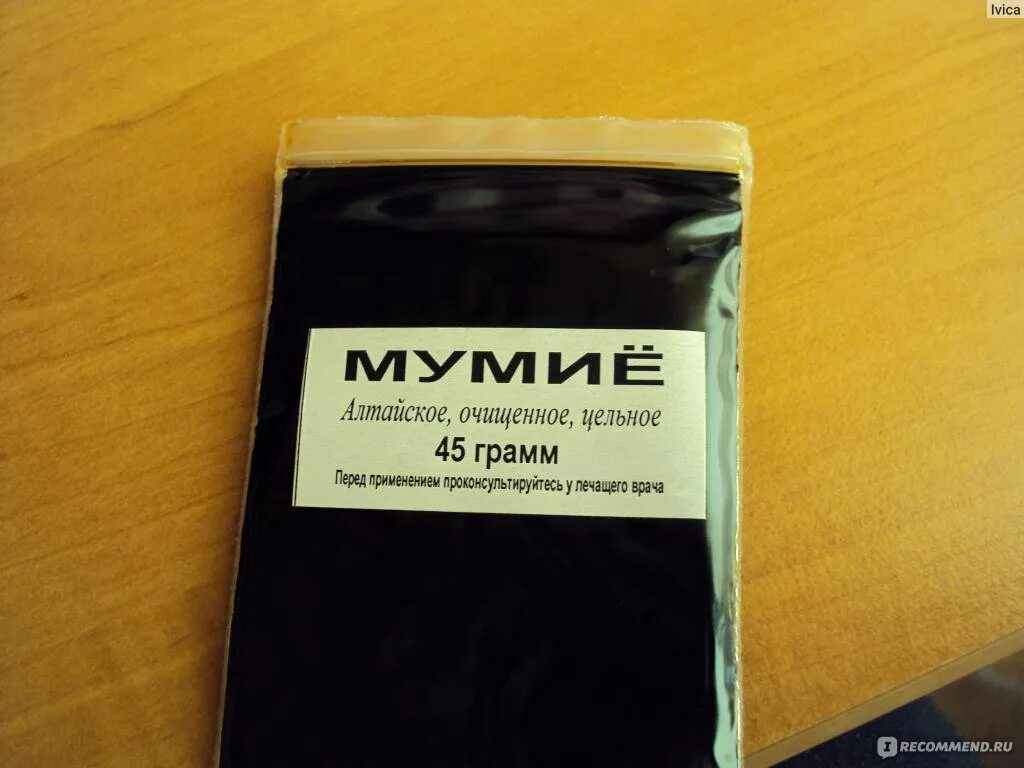 Ivica
МУМИЁ
Алтайское, очищенное, цельное
45 грамм
Перед применением проконсультируйтесь у лечащего врача
RECOMMEND.RU